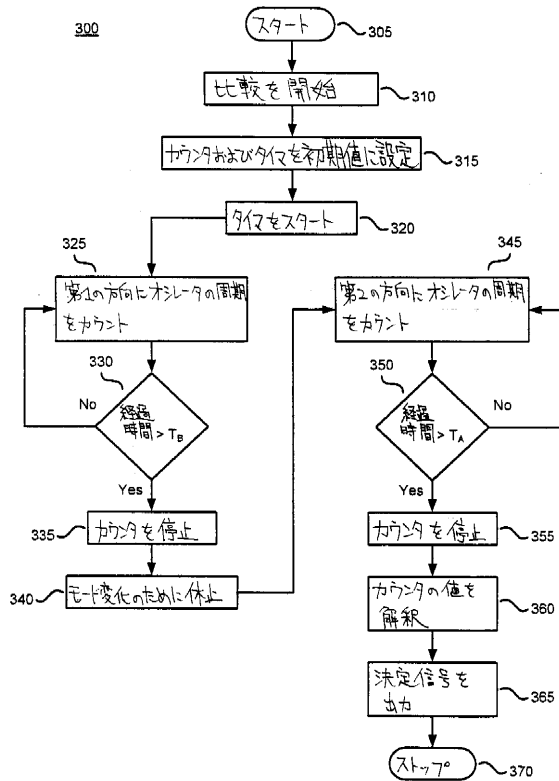 300
スタート
305
比較を開始
310
カウンタおよびタイマを初期値に設定
315
タイマをスタート
320
325
第1の方向にオシレータの周期
をカウント
330
No
経過
時間 > TB
Yes
335
カウンタを停止
340
モード変化のために休止
345
第2の方向にオシレータの周期
をカウント
350
No
経過
時間 > TA
Yes
カウンタを停止
355
カウンタの値を
解釈
360
決定信号を
出力
365
ストップ
370